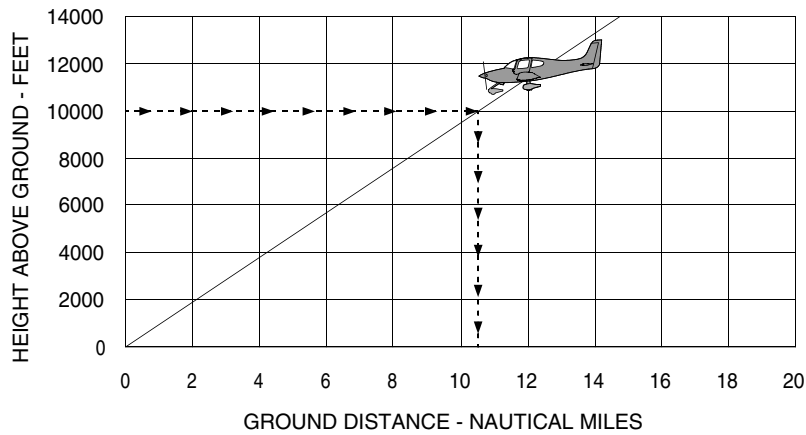 14000
12000
10000
8000
6000
4000
2000
0
HEIGHT ABOVE GROUND - FEET
0 2 4 6 8 10 12 14 16 18 20
GROUND DISTANCE - NAUTICAL MILES